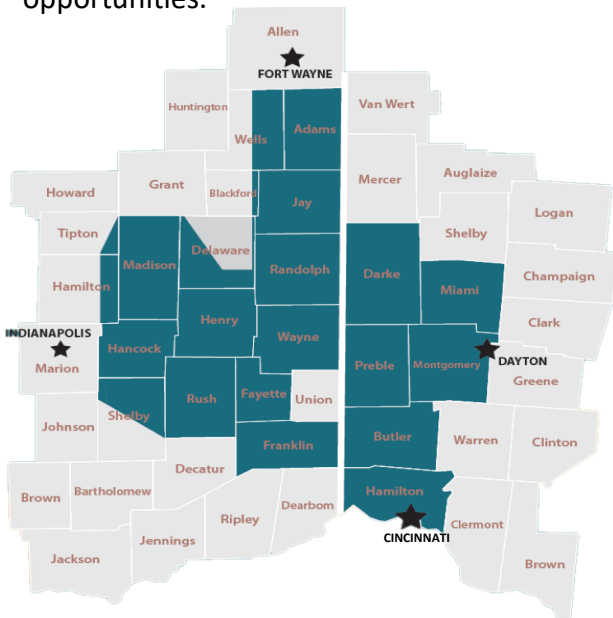 opportunities.
Allen
FORT WAYNE
Huntington
Van Wert
Wells
Adams
Mercer
Auglaize
Grant
Blackford
Howard
Jay
Logan
Tipton
Shelby
Delaware
Madison
Randolph
Darke
Champaign
Hamilton
Miami
Henry
Clark
INDIANAPOLIS
Wayne
Hancock
DAYTON
Marion
Preble
Montgomery
Greene
Fayette
Rush
Union
Shelby
Johnson
Butler
Warren
Clinton
Franklin
Decatur
Brown
Bartholomew
Hamilton
Dearborn
Ripley
Clermont
Jennings
CINCINNATI
Jackson
Brown